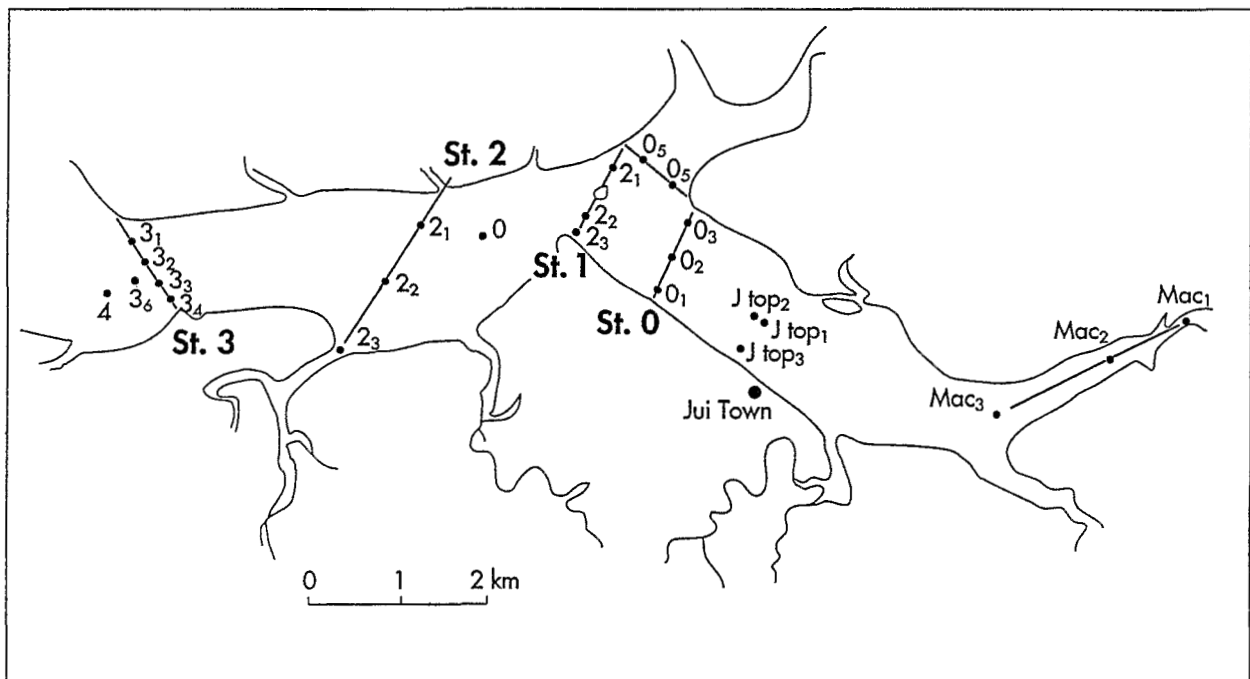 St. 2
2₁
0
2₂
2₃
3₁
3₂
3₃
3₄
3₆
4
St. 3
0₅
0₅
2₁
2₂
2₃
St. 1
0₃
0₂
0₁
St. 0
J top₂
J top₁
J top₃
Jui Town
Mac₁
Mac₂
Mac₃
0 1 2 km